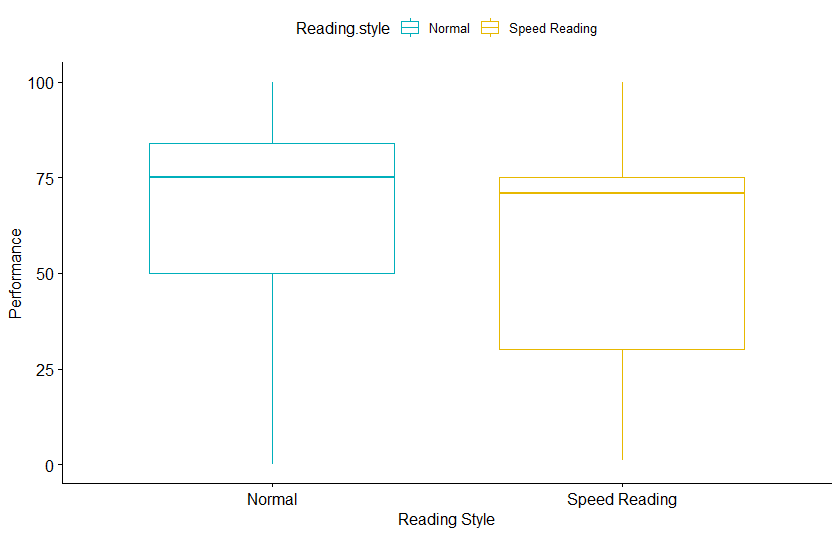 Reading.style Normal Speed Reading
100
75
50
25
0
Performance
Normal Speed Reading
Reading Style